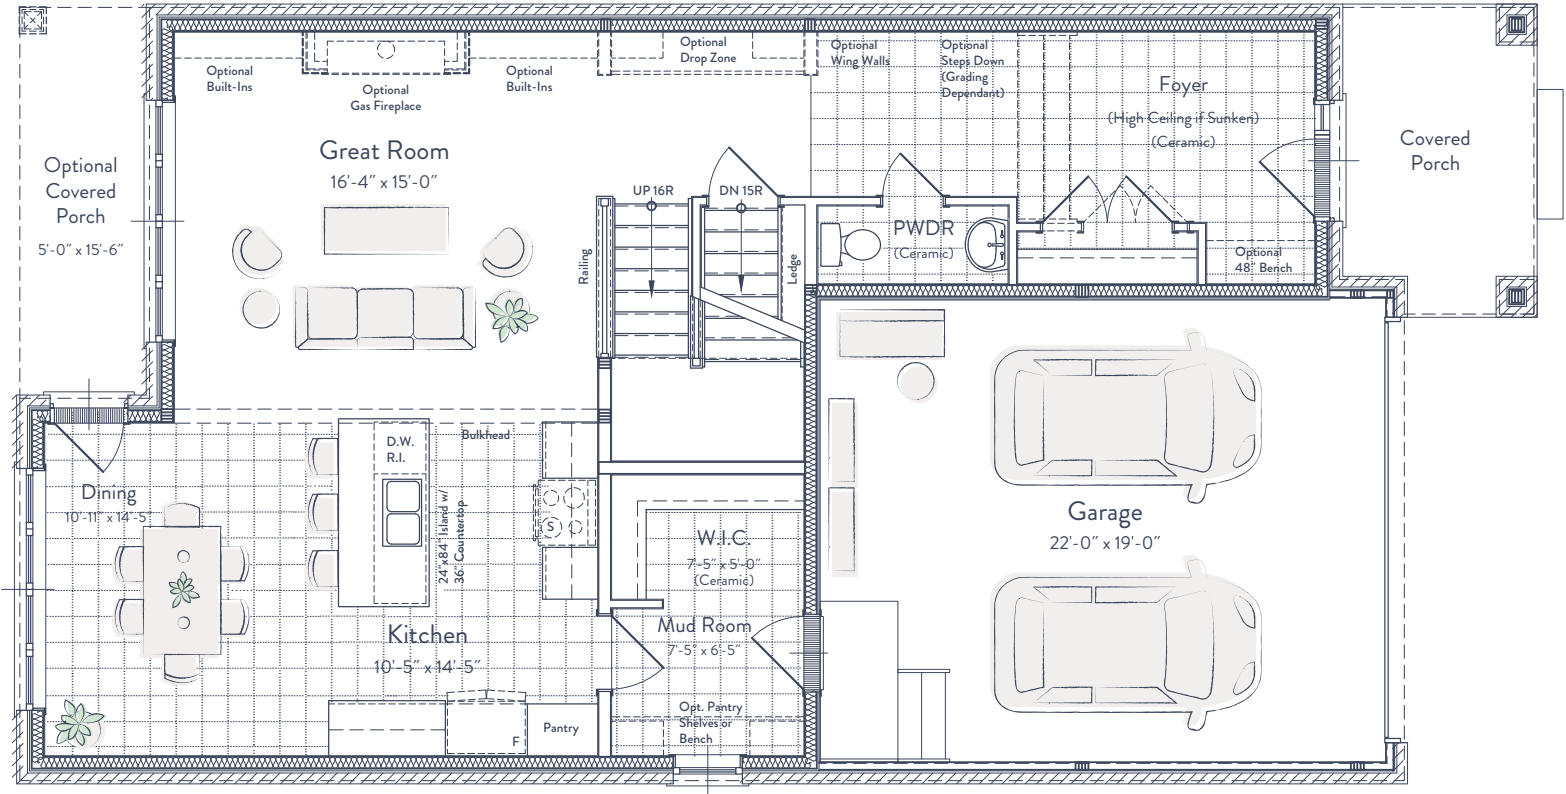 Optional
Built-Ins
Optional
Gas Fireplace
Optional
Built-Ins
Optional
Drop Zone
Optional
Wing Walls
Optional
Steps Down
(Grading
Dependant)
Foyer
(High Ceiling if Sunken)
(Ceramic)
Covered
Porch
Optional
Covered
Porch
5'-0" x 15'-6"
Great Room
16'-4" x 15'-0"
UP 16R
DN 15R
Railing
Ledge
PWDR
(Ceramic)
Optional
48" Bench
D.W.
R.I.
Bulkhead
Dining
10'-11" x 14'-5"
24"x84" Island w/
36" Countertop
S
W.I.C.
7'-5" x 5'-0"
(Ceramic)
Garage
22'-0" x 19'-0"
Kitchen
10'-5" x 14'-5"
Mud Room
7'-5" x 6'-5"
Opt. Pantry
Shelves or
Bench
F
Pantry